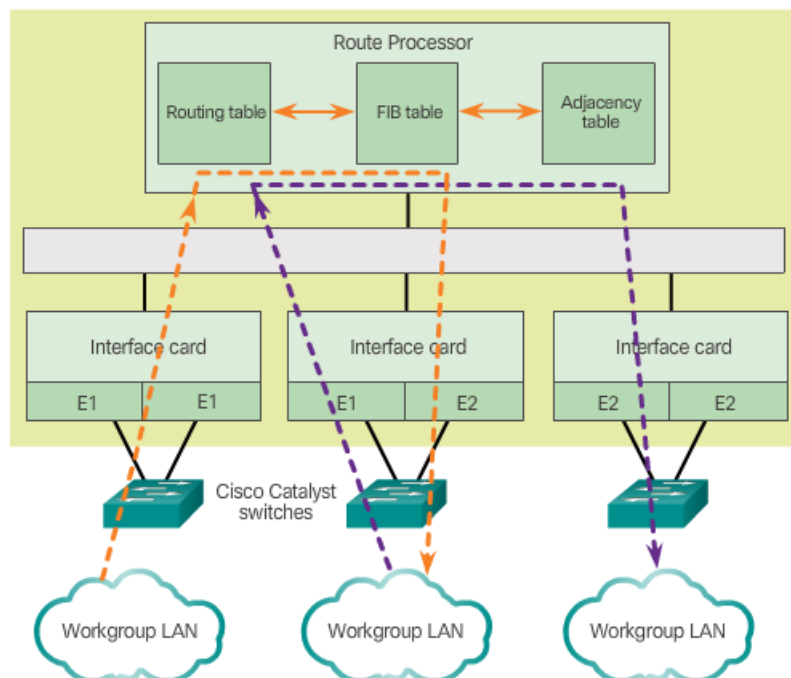 Route Processor
Routing table
FIB table
Adjacency
table
Interface card
Interface card
Interface card
E1
E1
E1
E2
E2
E2
Cisco Catalyst
switches
Workgroup LAN
Workgroup LAN
Workgroup LAN